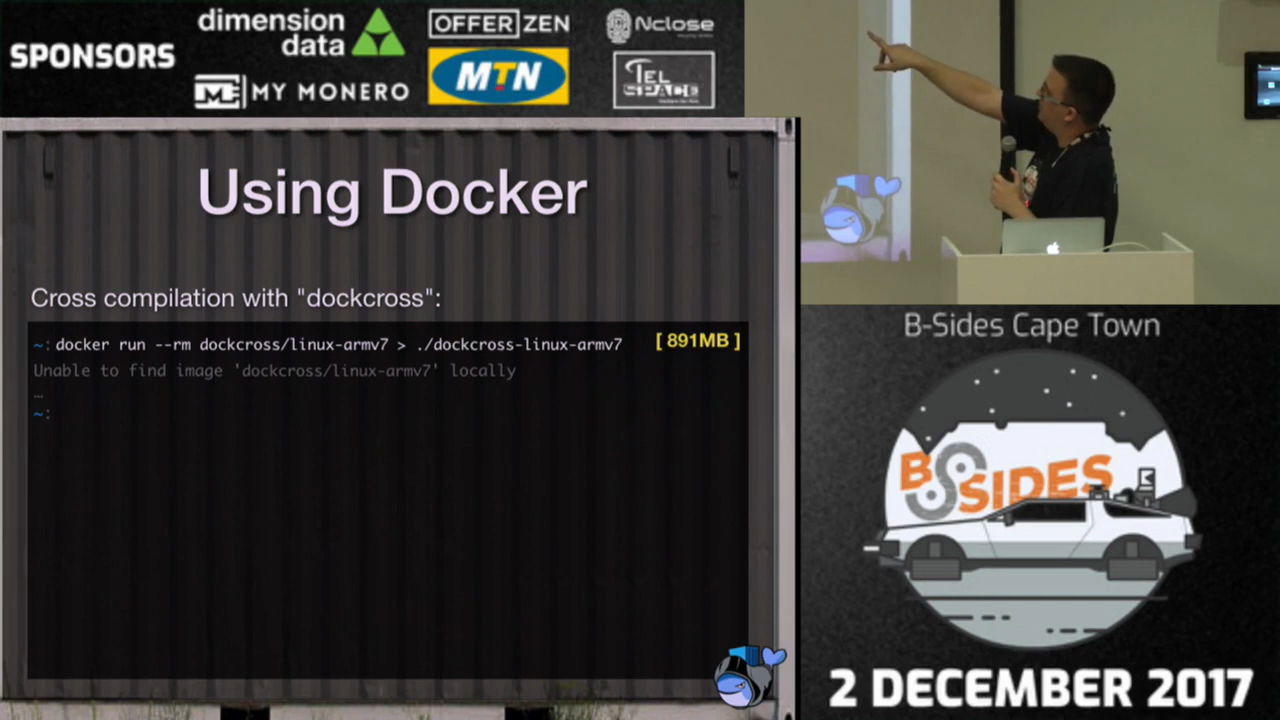 SPONSORS
dimension
data
OFFERZEN
Nclose
MY MONERO
MTN
TEL
SPACE
Using Docker
Cross compilation with "dockcross":
~: docker run --rm dockcross/linux-armv7 > ./dockcross-linux-armv7 [ 891MB ]
Unable to find image 'dockcross/linux-armv7' locally
…
~:
B-Sides Cape Town
BSIDES
2 DECEMBER 2017